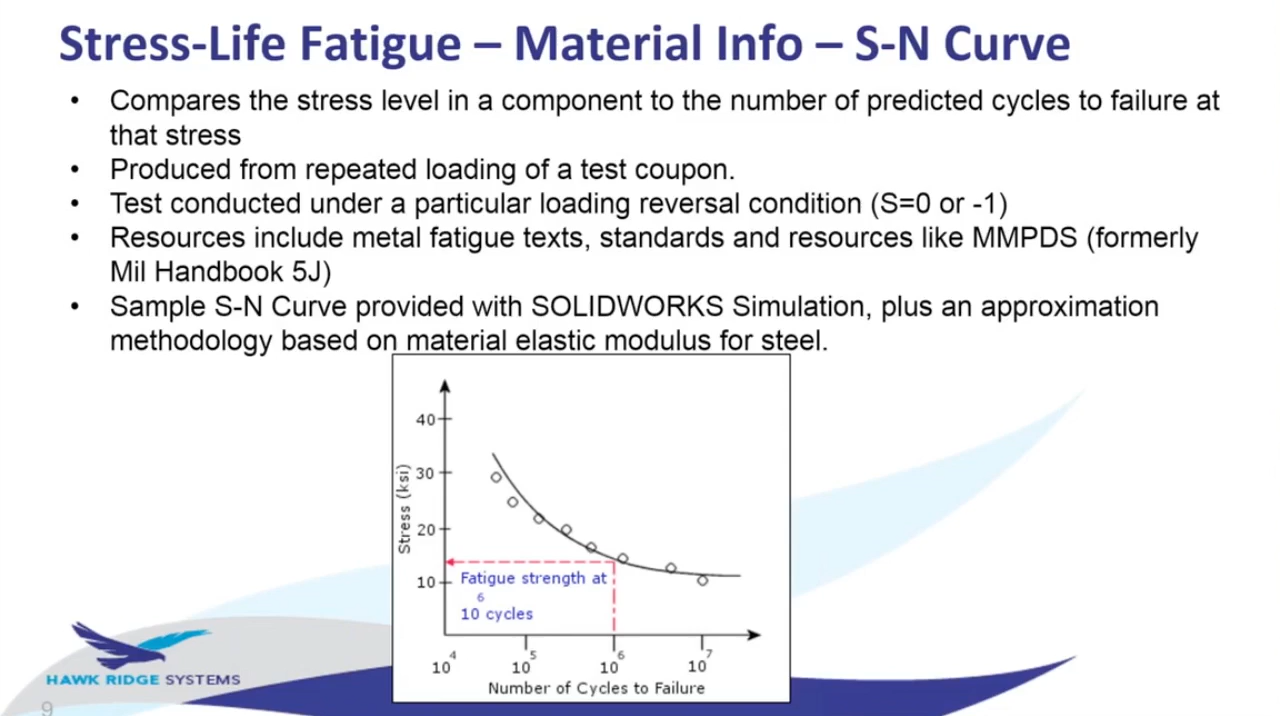 Stress-Life Fatigue – Material Info – S-N Curve
• Compares the stress level in a component to the number of predicted cycles to failure at
that stress
• Produced from repeated loading of a test coupon.
• Test conducted under a particular loading reversal condition (S=0 or -1)
• Resources include metal fatigue texts, standards and resources like MMPDS (formerly
Mil Handbook 5J)
• Sample S-N Curve provided with SOLIDWORKS Simulation, plus an approximation
methodology based on material elastic modulus for steel.
40
30
20
10
Stress (ksi)
Fatigue strength at
6
10 cycles
4 5 6 7
10 10 10 10
Number of Cycles to Failure
HAWK RIDGE SYSTEMS
9